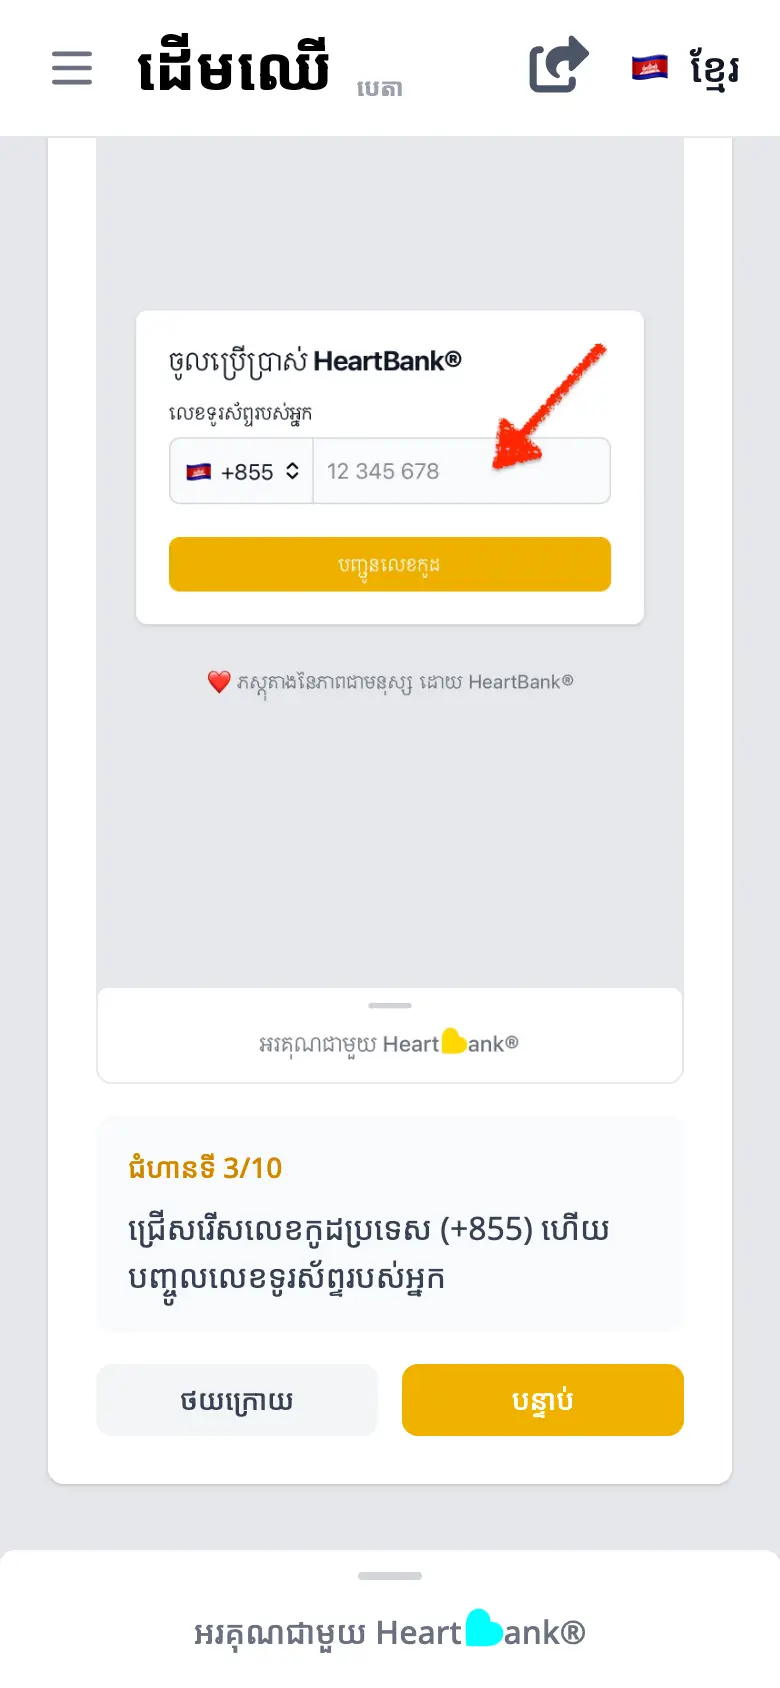 ដើមឈើ បេតា ខ្មែរ
ចូលប្រើប្រាស់ HeartBank®
លេខទូរស័ព្ទរបស់អ្នក
+855 12 345 678
បញ្ជូនលេខកូដ
ភស្តុតាងនៃភាពជាមនុស្ស ដោយ HeartBank®
អរគុណជាមួយ Heartbank®
ជំហានទី 3/10
ជ្រើសរើសលេខកូដប្រទេស (+855) ហើយ
បញ្ចូលលេខទូរស័ព្ទរបស់អ្នក
ថយក្រោយ បន្ទាប់
អរគុណជាមួយ Heartbank®